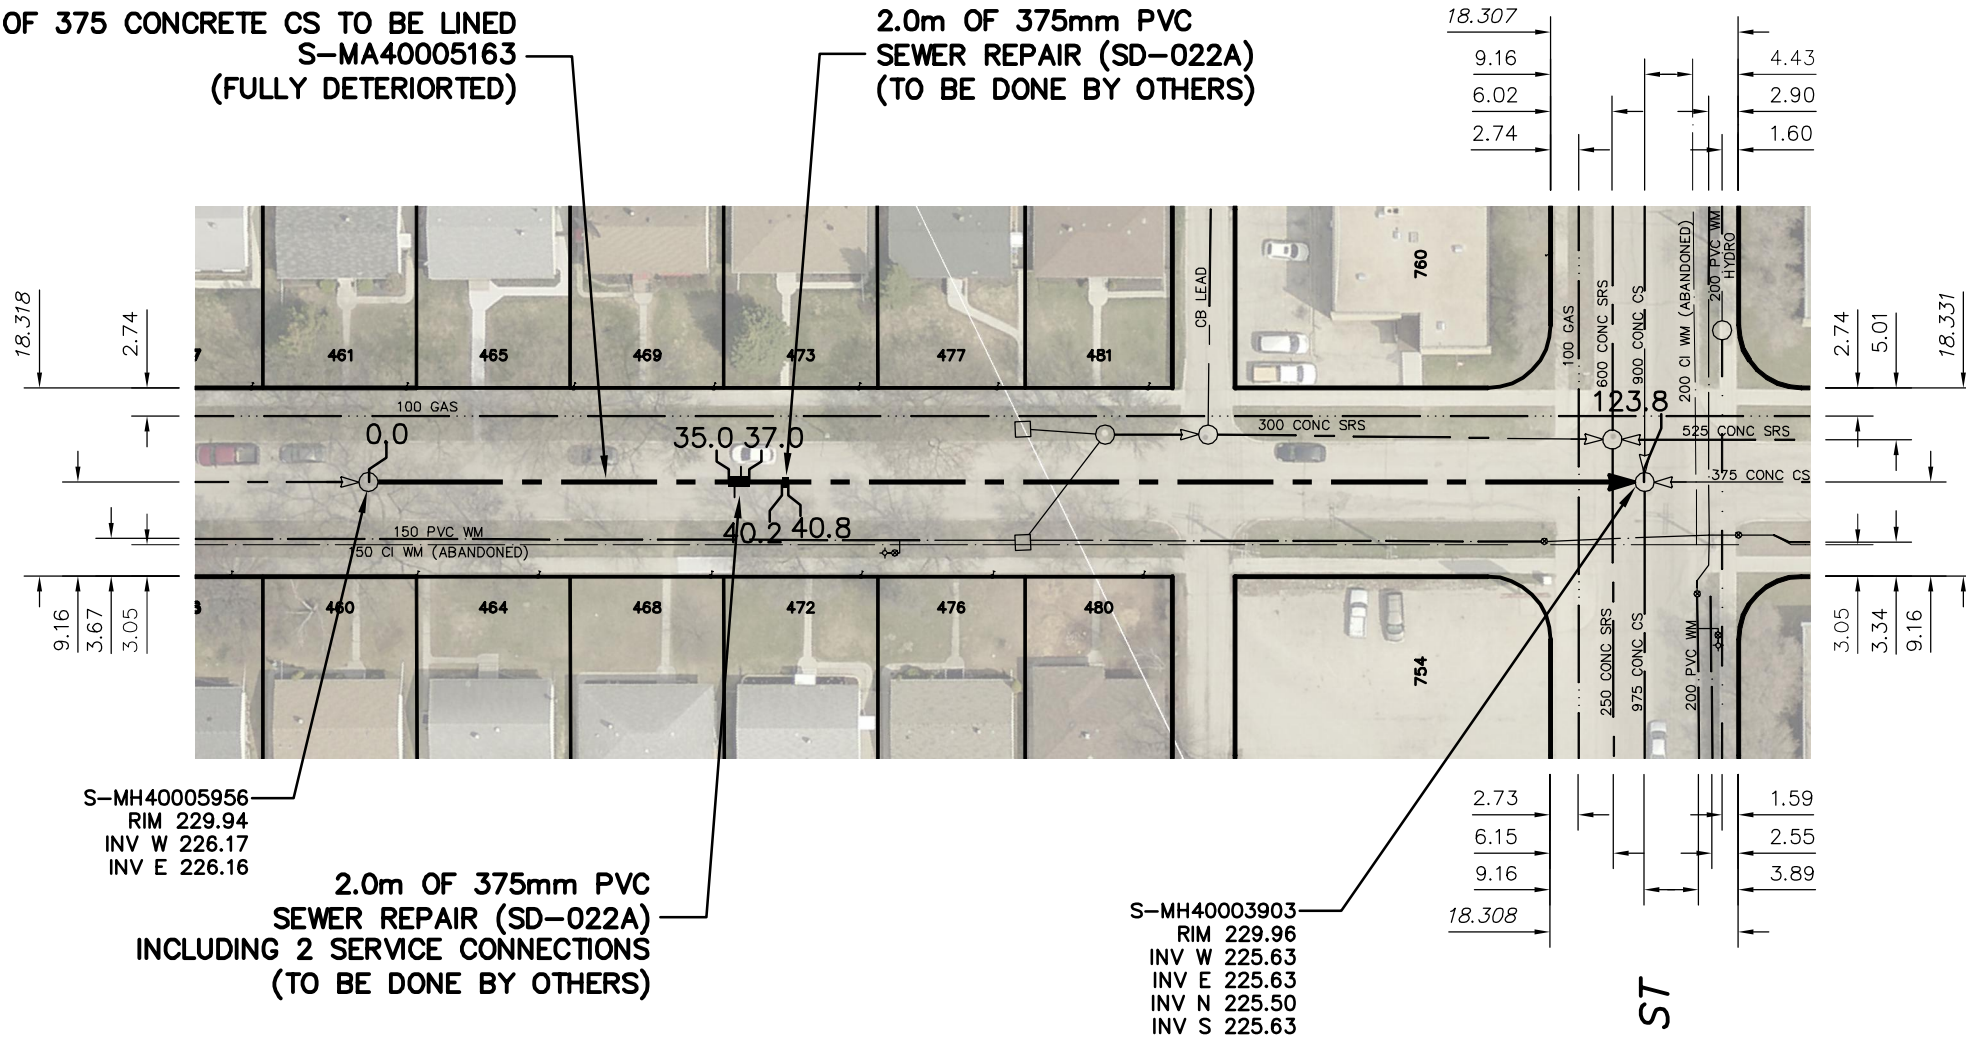 OF 375 CONCRETE CS TO BE LINED
S-MA40005163
(FULLY DETERIORTED)
2.0m OF 375mm PVC
SEWER REPAIR (SD-022A)
(TO BE DONE BY OTHERS)
18.307
9.16
6.02
2.74
4.43
2.90
1.60
18.318
2.74
461
465
469
473
477
481
CB LEAD
760
100 GAS
600 CONC SRS
900 CONC CS
200 CI WM (ABANDONED)
200 PVC WM
HYDRO
2.74
5.01
18.331
100 GAS
0.0
35.0
37.0
300 CONC SRS
123.8
525 CONC SRS
375 CONC CS
40.2
40.8
150 PVC WM
150 CI WM (ABANDONED)
9.16
3.67
3.05
460
464
468
472
476
480
754
250 CONC SRS
975 CONC CS
200 PVC WM
3.05
3.34
9.16
S-MH40005956
RIM 229.94
INV W 226.17
INV E 226.16
2.0m OF 375mm PVC
SEWER REPAIR (SD-022A)
INCLUDING 2 SERVICE CONNECTIONS
(TO BE DONE BY OTHERS)
S-MH40003903
RIM 229.96
INV W 225.63
INV E 225.63
INV N 225.50
INV S 225.63
2.73
6.15
9.16
18.308
1.59
2.55
3.89
ST